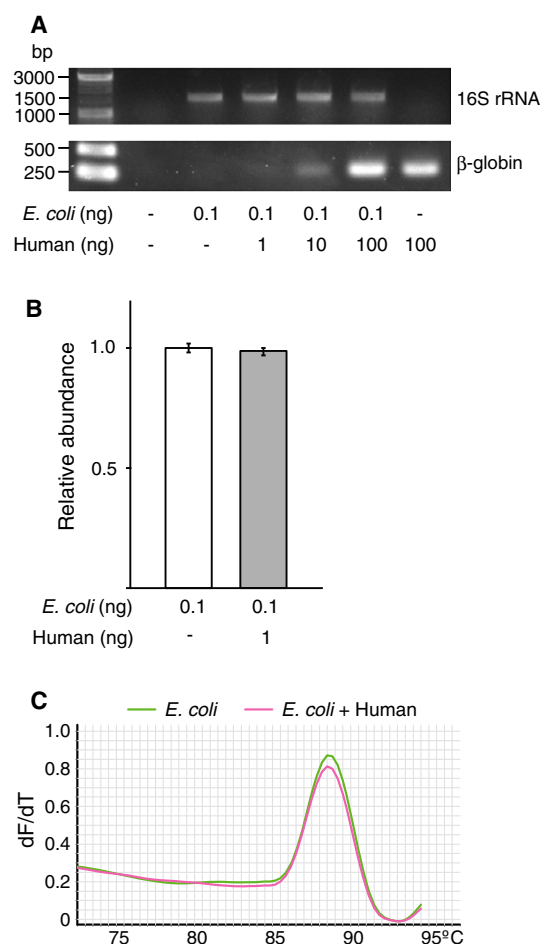 A
bp
3000
1500
1000
16S rRNA
500
250
β-globin
E. coli (ng) - 0.1 0.1 0.1 0.1 -
Human (ng) - - 1 10 100 100
B
Relative abundance
1.0
0.5
E. coli (ng) 0.1 0.1
Human (ng) - 1
C
E. coli E. coli + Human
dF/dT
1.0
0.8
0.6
0.4
0.2
0
75 80 85 90 95ºC